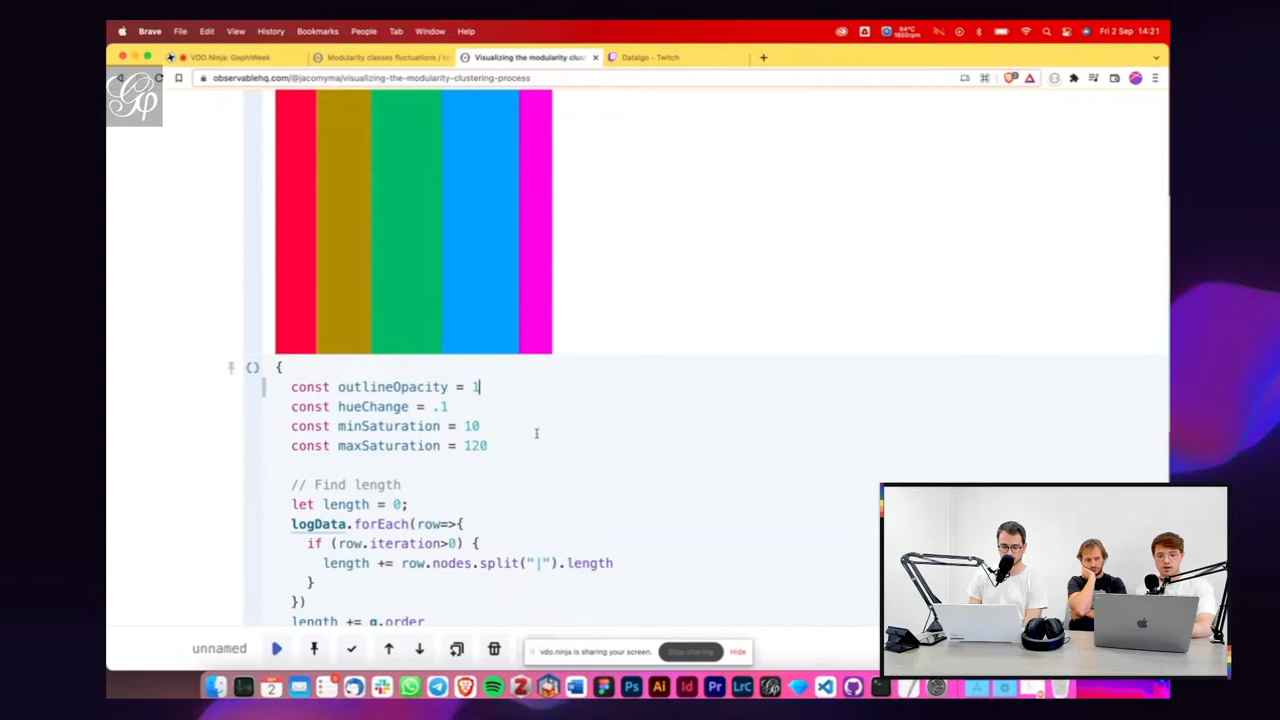 Brave File Edit View History Bookmarks People Tab Window Help
Fri 2 Sep 14:21
VDO.Ninja: GephiWeek
Modularity classes fluctuations /
Visualizing the modularity clust
Datalgo - Twitch
observablehq.com/@jacomyma/visualizing-the-modularity-clustering-process
{
const outlineOpacity = 1
const hueChange = .1
const minSaturation = 10
const maxSaturation = 120
// Find length
let length = 0;
logData.forEach(row=>{
if (row.iteration>0) {
length += row.nodes.split("|").length
}
})
length += g.order
unnamed
vdo.ninja is sharing your screen. Stop sharing Hide